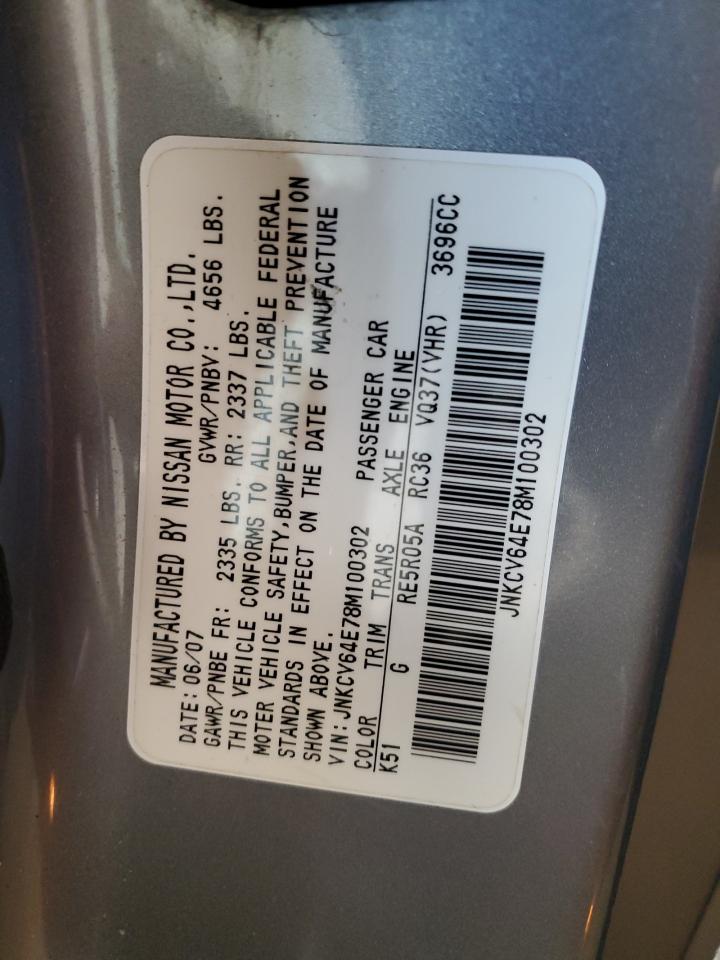 MANUFACTURED BY NISSAN MOTOR CO.,LTD.
DATE: 06/07 GVWR/PNBV: 4656 LBS.
GAWR/PNBE FR: 2335 LBS. RR: 2337 LBS.
THIS VEHICLE CONFORMS TO ALL APPLICABLE FEDERAL
MOTER VEHICLE SAFETY,BUMPER,AND THEFT PREVENTION
STANDARDS IN EFFECT ON THE DATE OF MANUFACTURE
SHOWN ABOVE.
VIN: JNKCV64E78M100302 PASSENGER CAR
COLOR TRIM TRANS AXLE ENGINE
K51 G RE5R05A RC36 VQ37(VHR) 3696CC
JNKCV64E78M100302